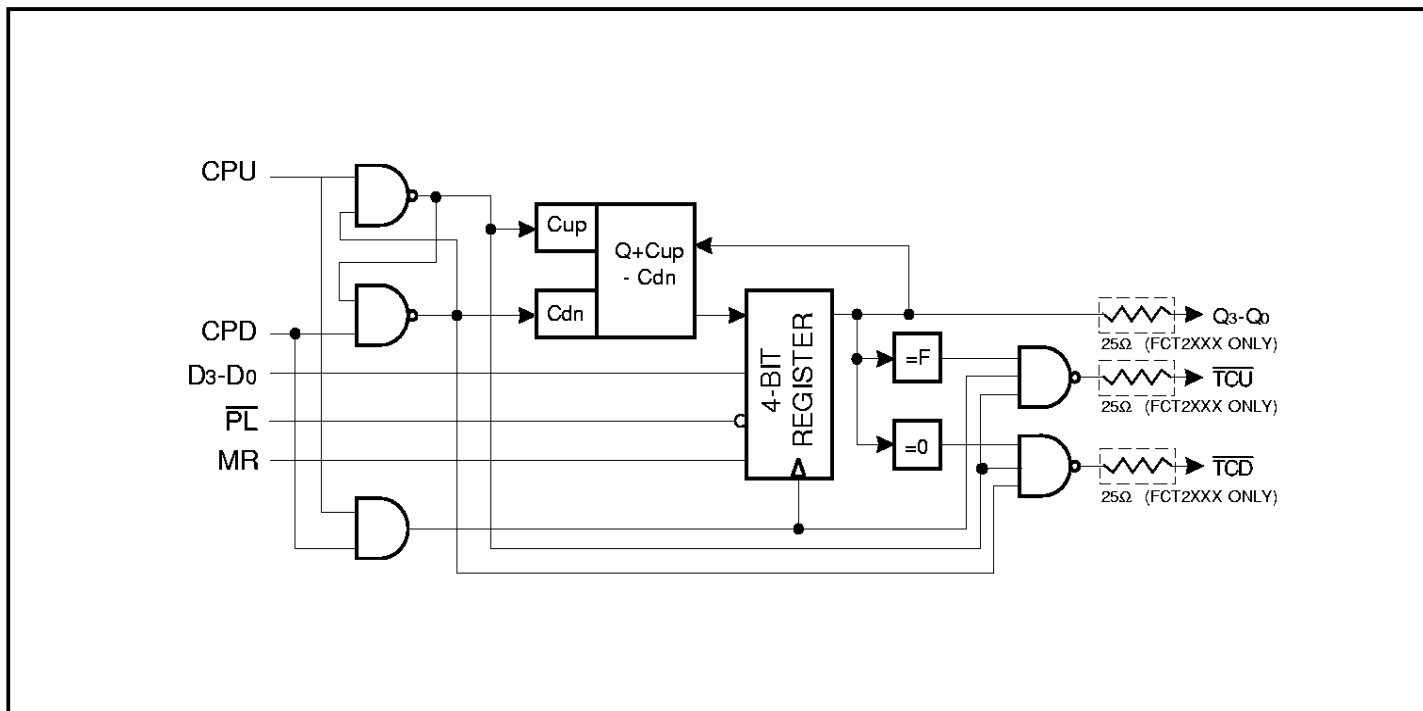 CPU
Cup
Q+Cup
- Cdn
Cdn
CPD
D3-D0
PL
MR
4-BIT
REGISTER
=F
=0
Q3-Q0
25Ω (FCT2XXX ONLY)
TCU
25Ω (FCT2XXX ONLY)
TCD
25Ω (FCT2XXX ONLY)